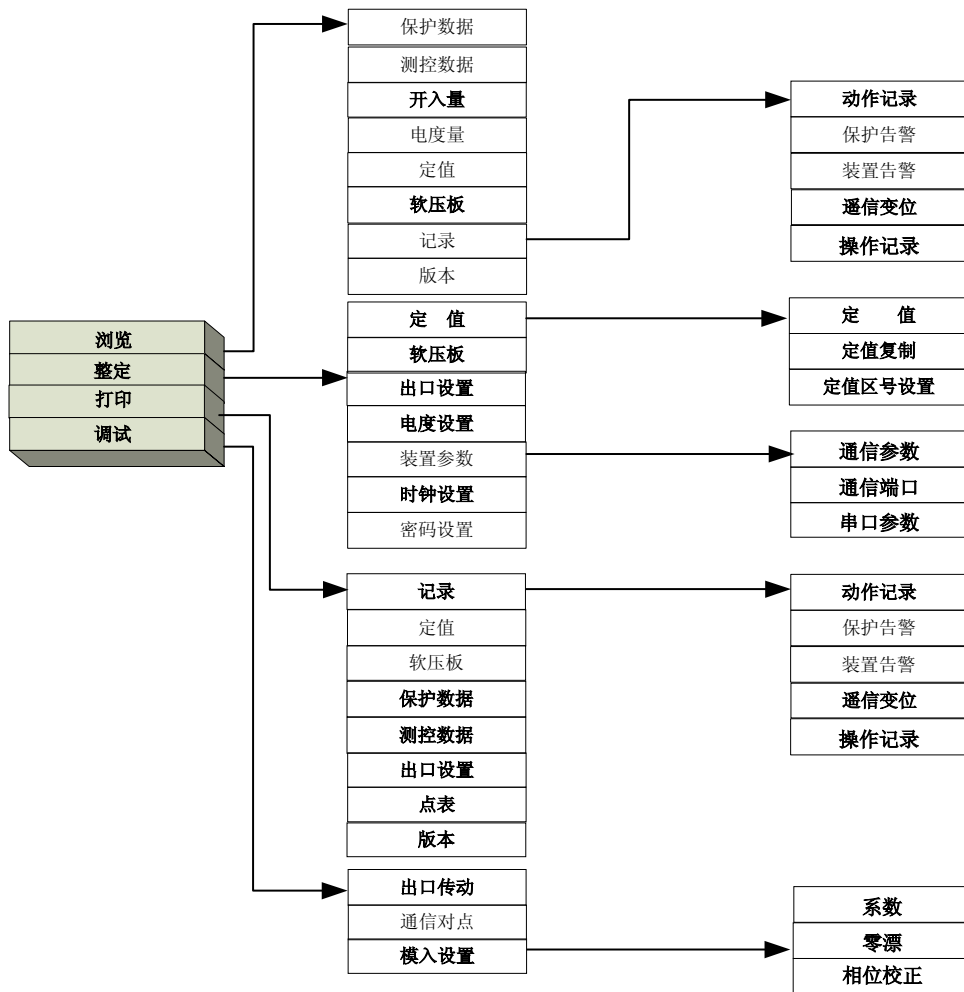 浏览
整定
打印
调试
保护数据
测控数据
开入量
电度量
定值
软压板
记录
版本
动作记录
保护告警
装置告警
遥信变位
操作记录
定 值
软压板
出口设置
电度设置
装置参数
时钟设置
密码设置
定 值
定值复制
定值区号设置
通信参数
通信端口
串口参数
记录
定值
软压板
保护数据
测控数据
出口设置
点表
版本
动作记录
保护告警
装置告警
遥信变位
操作记录
出口传动
通信对点
模入设置
系数
零漂
相位校正